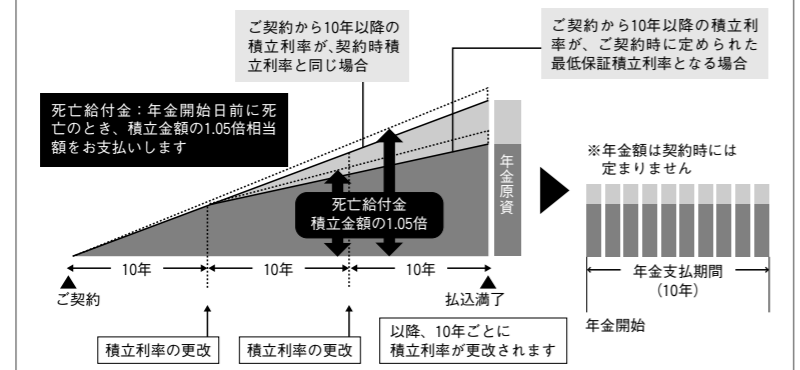 ご契約から10年以降の
積立利率が、契約時積
立利率と同じ場合
ご契約から10年以降の積立利
率が、ご契約時に定められた
最低保証積立利率となる場合
死亡給付金：年金開始日前に死
亡のとき、積立金額の1.05倍相当
額をお支払いします
死亡給付金
積立金額の1.05倍
年金原資
※年金額は契約時には
定まりません
10年
10年
10年
ご契約
払込満了
年金支払期間
（10年）
年金開始
積立利率の更改
積立利率の更改
以降、10年ごとに
積立利率が更改されます